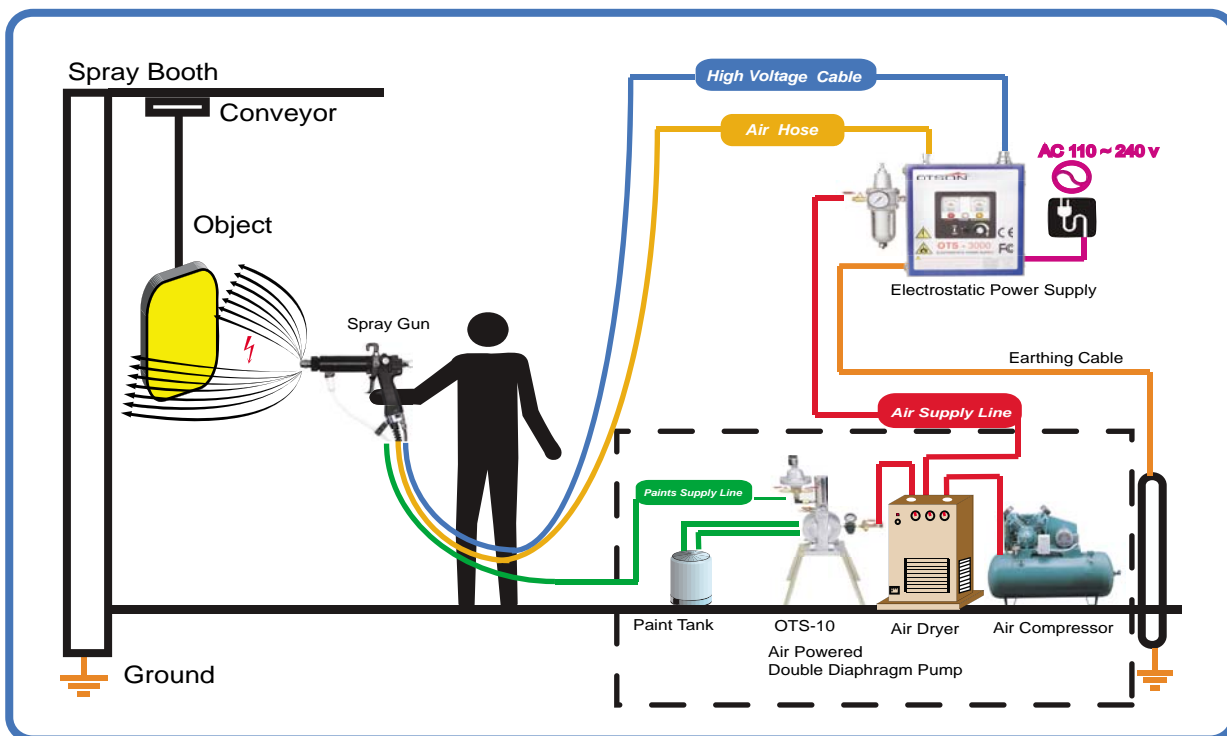 Spray Booth
Conveyor
Object
Spray Gun
High Voltage Cable
Air Hose
AC 110 ~ 240 v
OTSON
OTS - 3000
CE
FC
Electrostatic Power Supply
Earthing Cable
Air Supply Line
Paints Supply Line
Paint Tank
OTS-10
Air Powered
Double Diaphragm Pump
Air Dryer
Air Compressor
Ground